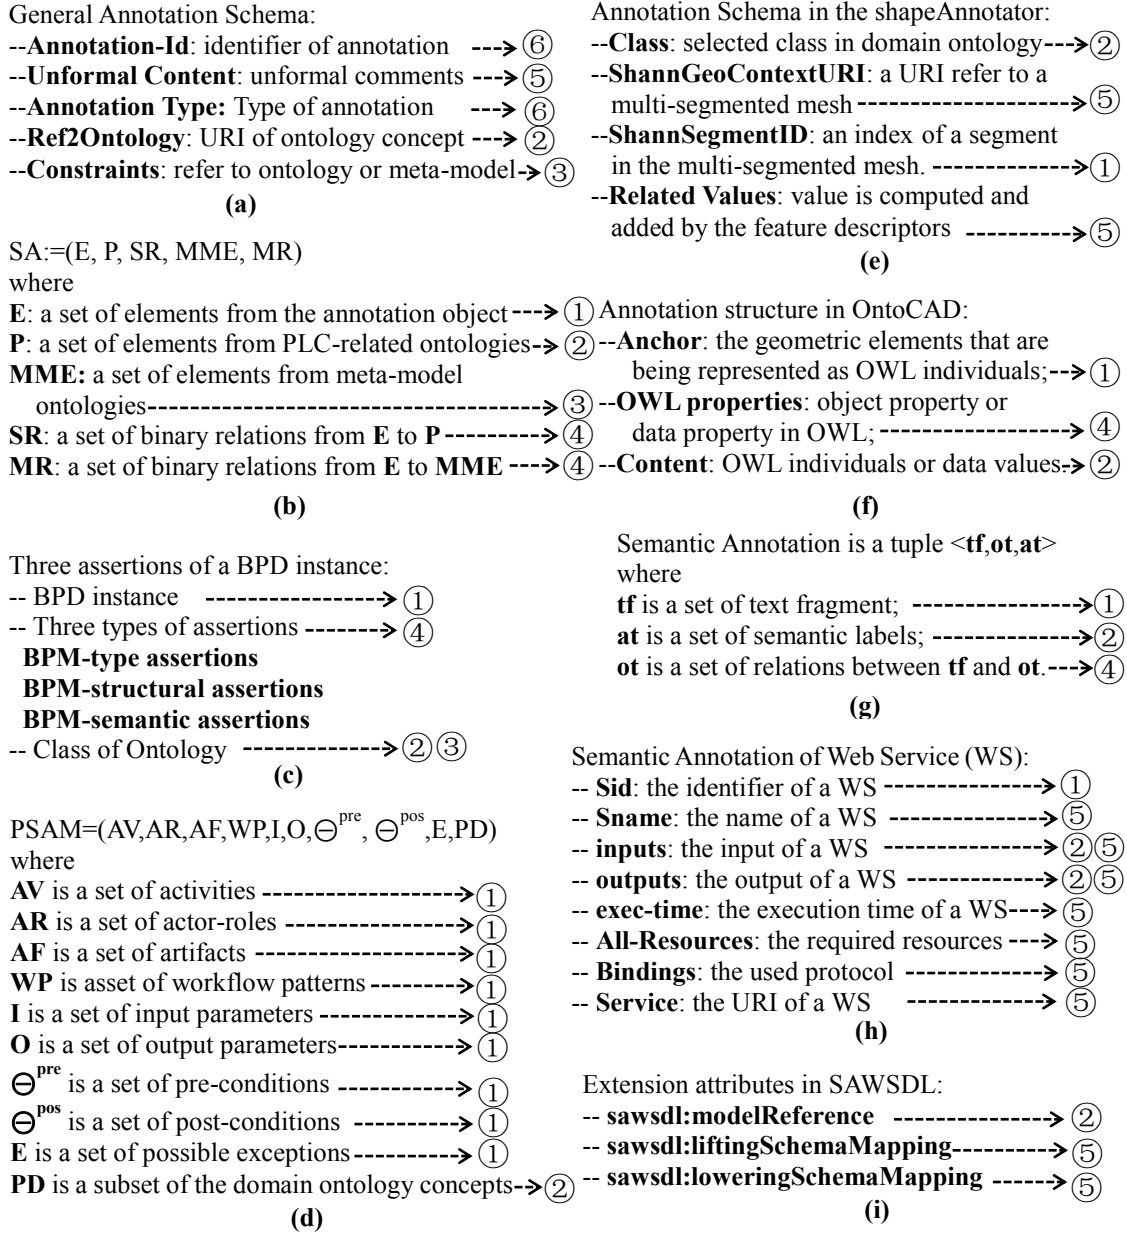 General Annotation Schema:
--Annotation-Id: identifier of annotation ---> ⑥
--Unformal Content: unformal comments ---> ⑤
--Annotation Type: Type of annotation ---> ⑥
--Ref2Ontology: URI of ontology concept ---> ②
--Constraints: refer to ontology or meta-model-> ③
(a)
SA:=(E, P, SR, MME, MR)
where
E: a set of elements from the annotation object ---> ①
P: a set of elements from PLC-related ontologies-> ②
MME: a set of elements from meta-model
ontologies-----------------------------------> ③
SR: a set of binary relations from E to P ---------> ④
MR: a set of binary relations from E to MME ----> ④
(b)
Three assertions of a BPD instance:
-- BPD instance ----------------> ①
-- Three types of assertions -------> ④
BPM-type assertions
BPM-structural assertions
BPM-semantic assertions
-- Class of Ontology -------------> ②③
(c)
PSAM=(AV,AR,AF,WP,I,O,⊖pre, ⊖pos,E,PD)
where
AV is a set of activities -------------------> ①
AR is a set of actor-roles -----------------> ①
AF is a set of artifacts --------------------> ①
WP is asset of workflow patterns ---------> ①
I is a set of input parameters -------------> ①
O is a set of output parameters-----------> ①
⊖pre is a set of pre-conditions -----------> ①
⊖pos is a set of post-conditions ----------> ①
E is a set of possible exceptions----------> ①
PD is a subset of the domain ontology concepts--> ②
(d)
Annotation Schema in the shapeAnnotator:
--Class: selected class in domain ontology---> ②
--ShannGeoContextURI: a URI refer to a
multi-segmented mesh --------------------> ⑤
--ShannSegmentID: an index of a segment
in the multi-segmented mesh. --------------> ①
--Related Values: value is computed and
added by the feature descriptors ----------> ⑤
(e)
Annotation structure in OntoCAD:
--Anchor: the geometric elements that are
being represented as OWL individuals;--> ①
--OWL properties: object property or
data property in OWL; ------------------> ④
--Content: OWL individuals or data values-> ②
(f)
Semantic Annotation is a tuple <tf,ot,at>
where
tf is a set of text fragment; ---------------> ①
at is a set of semantic labels; -------------> ②
ot is a set of relations between tf and ot.---> ④
(g)
Semantic Annotation of Web Service (WS):
-- Sid: the identifier of a WS --------------> ①
-- Sname: the name of a WS --------------> ⑤
-- inputs: the input of a WS --------------> ②⑤
-- outputs: the output of a WS -----------> ②⑤
-- exec-time: the execution time of a WS---> ⑤
-- All-Resources: the required resources ---> ⑤
-- Bindings: the used protocol ------------> ⑤
-- Service: the URI of a WS -----------> ⑤
(h)
Extension attributes in SAWSDL:
-- sawsdl:modelReference --------------> ②
-- sawsdl:liftingSchemaMapping---------> ⑤
-- sawsdl:loweringSchemaMapping ------> ⑤
(i)